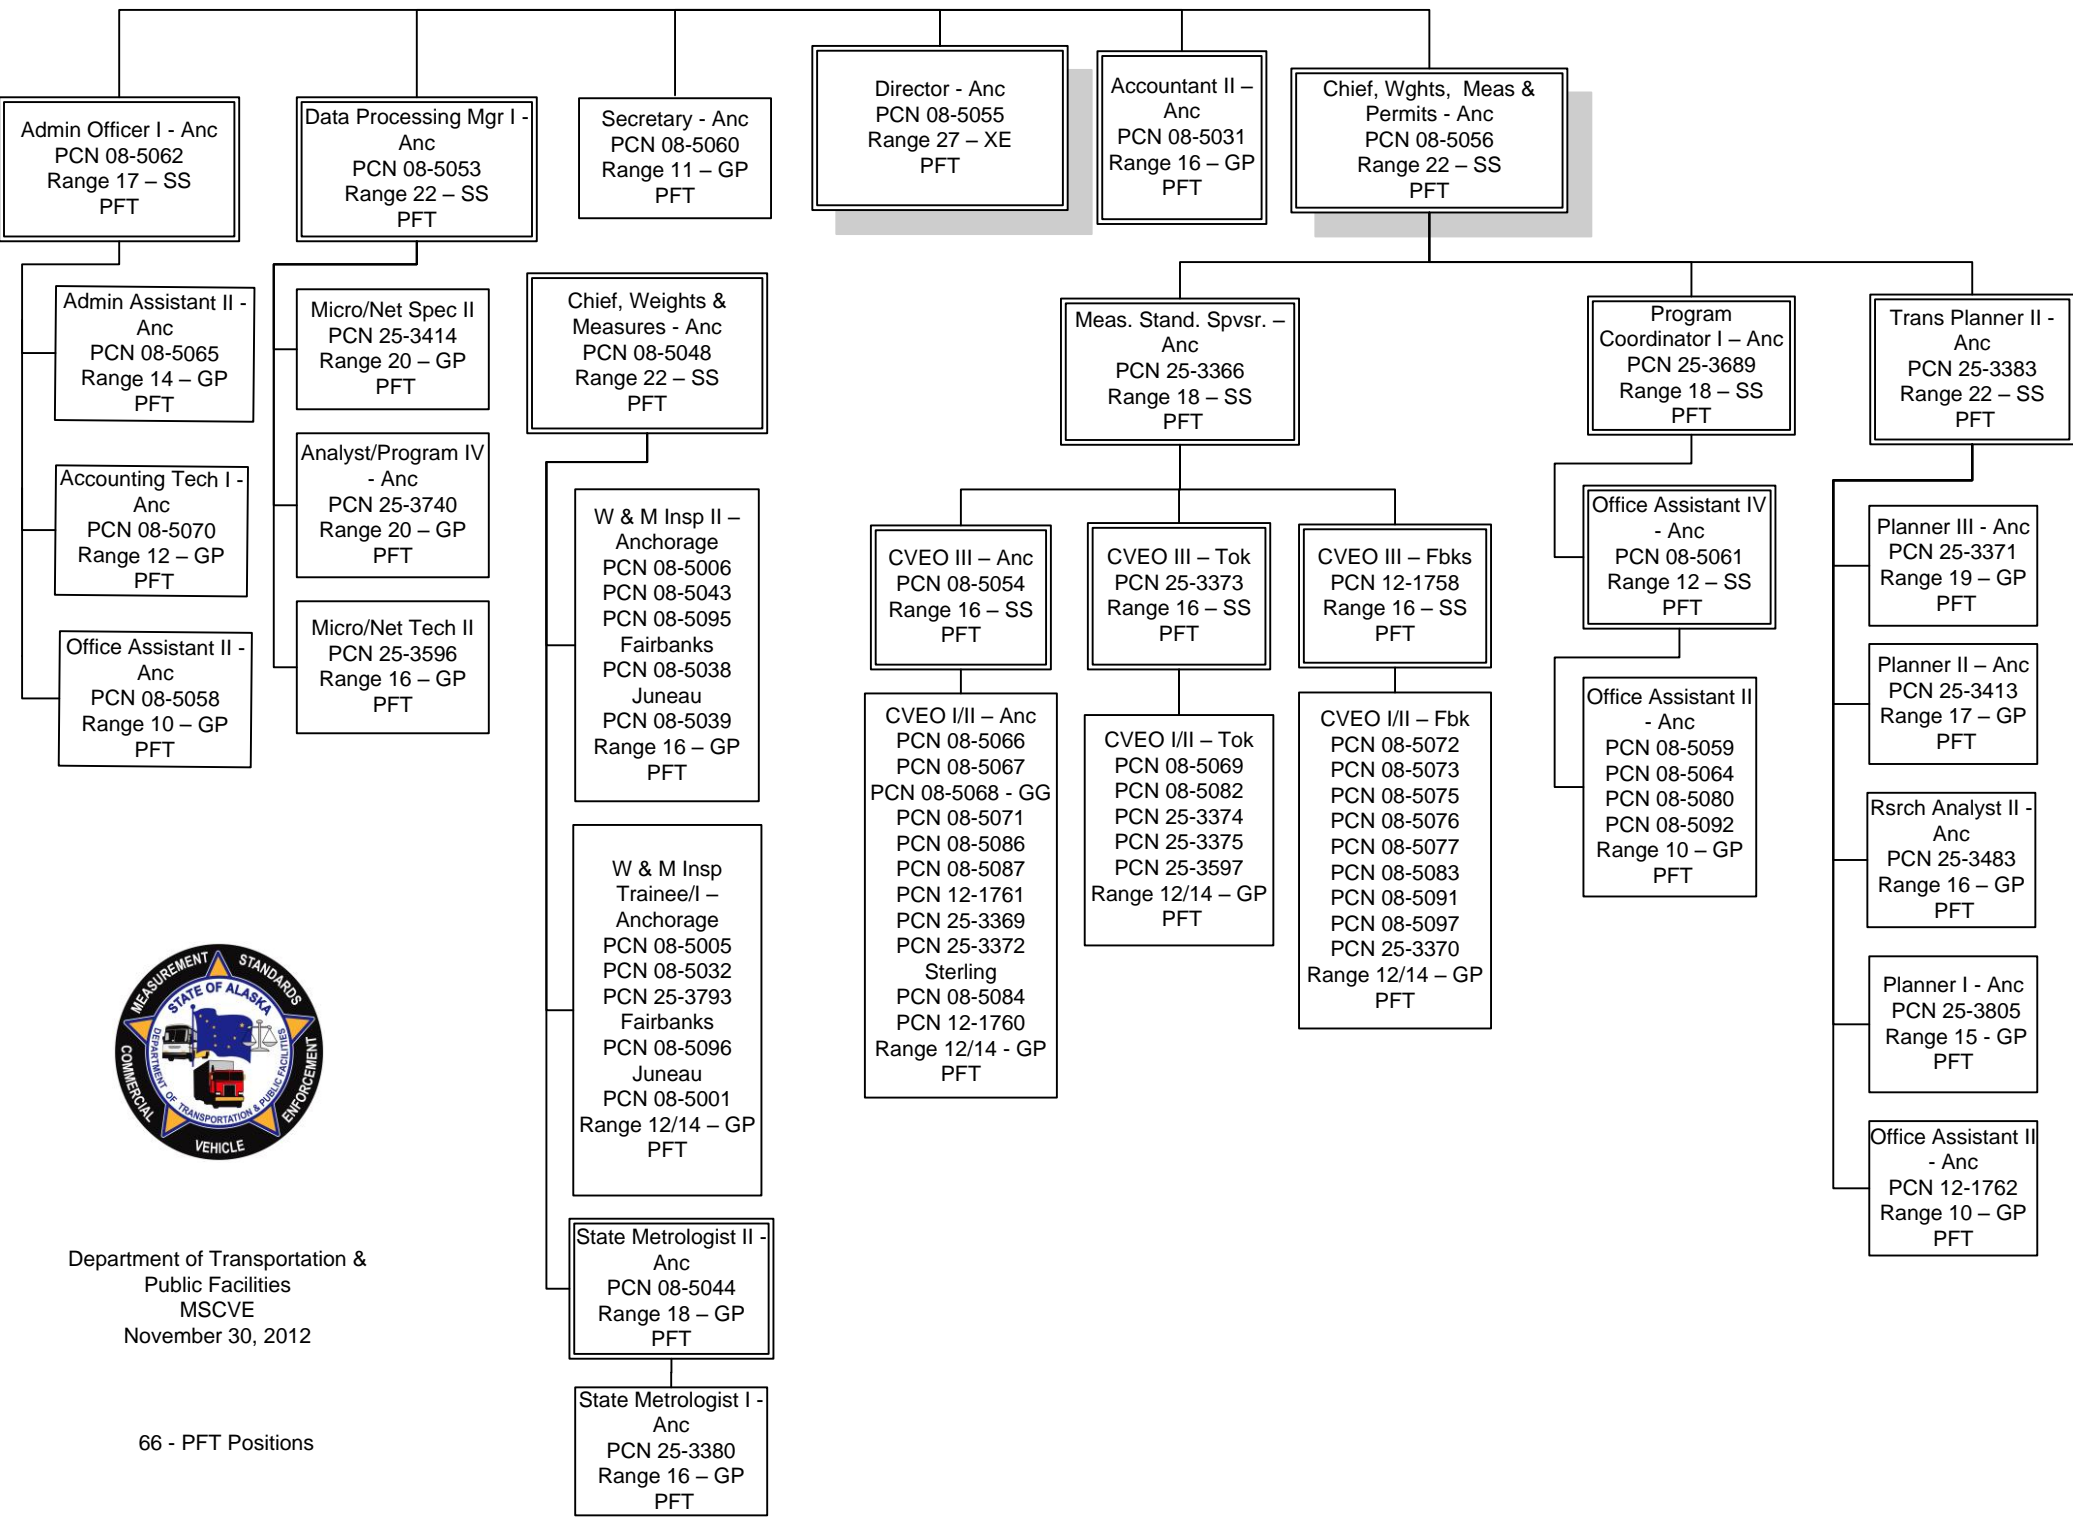 Admin Officer I - Anc
PCN 08-5062
Range 17 – SS
PFT
Data Processing Mgr I -
Anc
PCN 08-5053
Range 22 – SS
PFT
Secretary - Anc
PCN 08-5060
Range 11 – GP
PFT
Director - Anc
PCN 08-5055
Range 27 – XE
PFT
Accountant II –
Anc
PCN 08-5031
Range 16 – GP
PFT
Chief, Wghts, Meas &
Permits - Anc
PCN 08-5056
Range 22 – SS
PFT
Admin Assistant II -
Anc
PCN 08-5065
Range 14 – GP
PFT
Accounting Tech I -
Anc
PCN 08-5070
Range 12 – GP
PFT
Office Assistant II -
Anc
PCN 08-5058
Range 10 – GP
PFT
Micro/Net Spec II
PCN 25-3414
Range 20 – GP
PFT
Analyst/Program IV
- Anc
PCN 25-3740
Range 20 – GP
PFT
Micro/Net Tech II
PCN 25-3596
Range 16 – GP
PFT
Chief, Weights &
Measures - Anc
PCN 08-5048
Range 22 – SS
PFT
W & M Insp II –
Anchorage
PCN 08-5006
PCN 08-5043
PCN 08-5095
Fairbanks
PCN 08-5038
Juneau
PCN 08-5039
Range 16 – GP
PFT
W & M Insp
Trainee/I –
Anchorage
PCN 08-5005
PCN 08-5032
PCN 25-3793
Fairbanks
PCN 08-5096
Juneau
PCN 08-5001
Range 12/14 – GP
PFT
State Metrologist II -
Anc
PCN 08-5044
Range 18 – GP
PFT
State Metrologist I -
Anc
PCN 25-3380
Range 16 – GP
PFT
Meas. Stand. Spvsr. –
Anc
PCN 25-3366
Range 18 – SS
PFT
CVEO III – Anc
PCN 08-5054
Range 16 – SS
PFT
CVEO III – Tok
PCN 25-3373
Range 16 – SS
PFT
CVEO III – Fbks
PCN 12-1758
Range 16 – SS
PFT
CVEO I/II – Anc
PCN 08-5066
PCN 08-5067
PCN 08-5068 - GG
PCN 08-5071
PCN 08-5086
PCN 08-5087
PCN 12-1761
PCN 25-3369
PCN 25-3372
Sterling
PCN 08-5084
PCN 12-1760
Range 12/14 - GP
PFT
CVEO I/II – Tok
PCN 08-5069
PCN 08-5082
PCN 25-3374
PCN 25-3375
PCN 25-3597
Range 12/14 – GP
PFT
CVEO I/II – Fbk
PCN 08-5072
PCN 08-5073
PCN 08-5075
PCN 08-5076
PCN 08-5077
PCN 08-5083
PCN 08-5091
PCN 08-5097
PCN 25-3370
Range 12/14 – GP
PFT
Program
Coordinator I – Anc
PCN 25-3689
Range 18 – SS
PFT
Office Assistant IV
- Anc
PCN 08-5061
Range 12 – SS
PFT
Office Assistant II
- Anc
PCN 08-5059
PCN 08-5064
PCN 08-5080
PCN 08-5092
Range 10 – GP
PFT
Trans Planner II -
Anc
PCN 25-3383
Range 22 – SS
PFT
Planner III - Anc
PCN 25-3371
Range 19 – GP
PFT
Planner II – Anc
PCN 25-3413
Range 17 – GP
PFT
Rsrch Analyst II -
Anc
PCN 25-3483
Range 16 – GP
PFT
Planner I - Anc
PCN 25-3805
Range 15 - GP
PFT
Office Assistant II
- Anc
PCN 12-1762
Range 10 – GP
PFT
MEASUREMENT STANDARDS
COMMERCIAL VEHICLE ENFORCEMENT
STATE OF ALASKA
DEPARTMENT OF TRANSPORTATION & PUBLIC FACILITIES
Department of Transportation &
Public Facilities
MSCVE
November 30, 2012
66 - PFT Positions